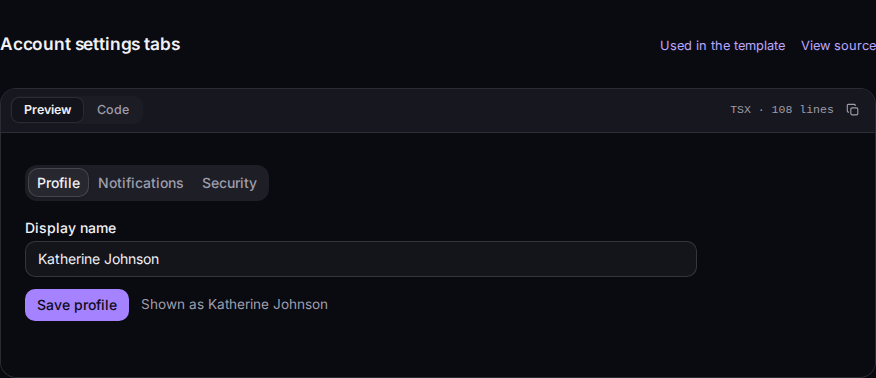 Account settings tabs
Used in the template View source
Preview Code
TSX · 108 lines
Profile Notifications Security
Display name
Katherine Johnson
Save profile Shown as Katherine Johnson